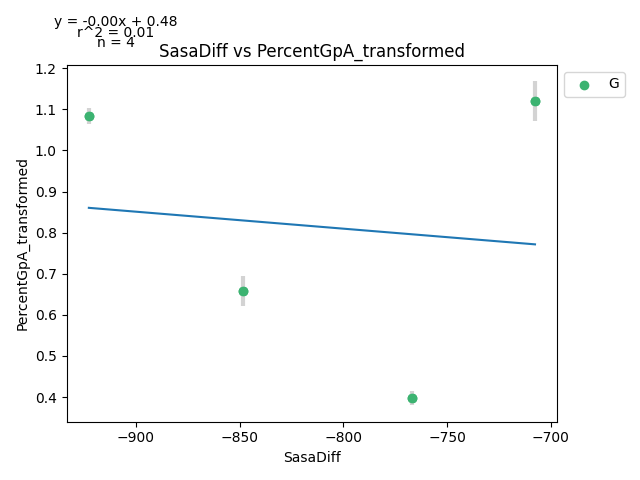 y = -0.00x + 0.48
r^2 = 0.01
n = 4
SasaDiff vs PercentGpA_transformed
G
PercentGpA_transformed
1.2
1.1
1.0
0.9
0.8
0.7
0.6
0.5
0.4
−900
−850
−800
−750
−700
SasaDiff